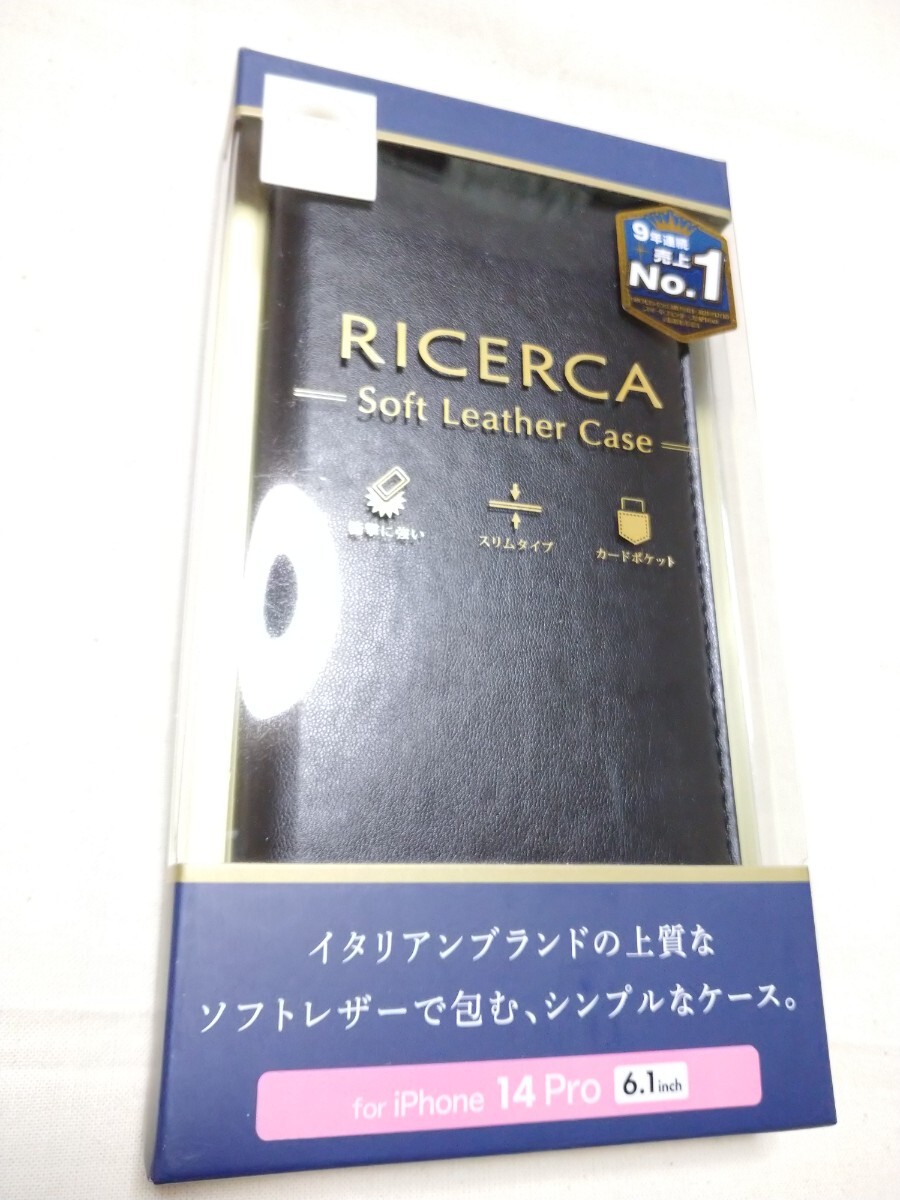 9年連続
売上
No.1
RICERCA
Soft Leather Case
衝撃に強い
スリムタイプ
カードポケット
イタリアンブランドの上質な
ソフトレザーで包む、シンプルなケース。
for iPhone 14 Pro 6.1inch